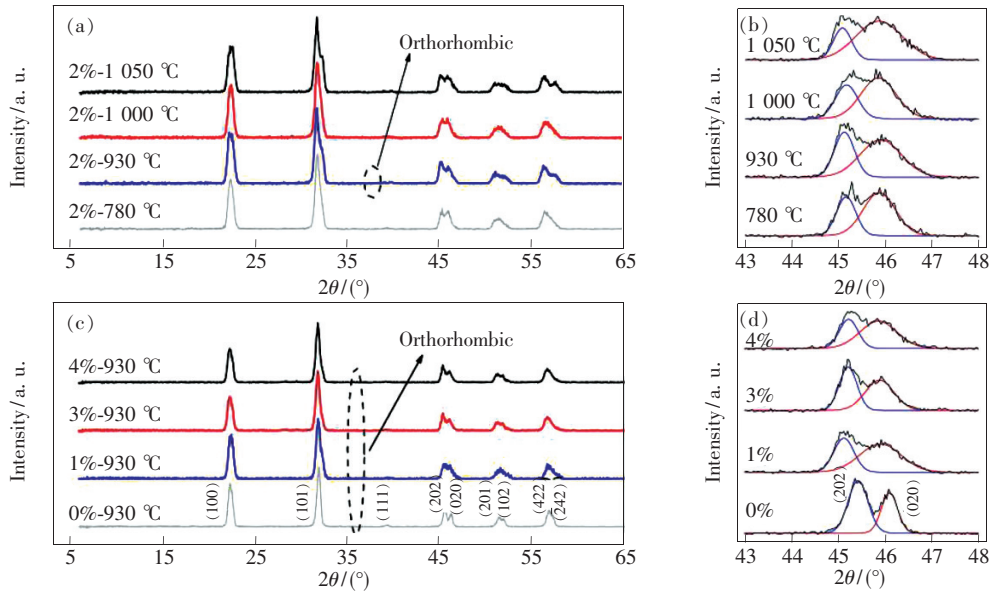 (a)
Orthorhombic
2%-1 050 ℃
2%-1 000 ℃
2%-930 ℃
2%-780 ℃
Intensity/a. u.
5 15 25 35 45 55 65
2θ/(°)
(b)
1 050 ℃
1 000 ℃
930 ℃
780 ℃
Intensity/a. u.
43 44 45 46 47 48
2θ/(°)
(c)
Orthorhombic
4%-930 ℃
3%-930 ℃
1%-930 ℃
0%-930 ℃
(100)
(101)
(111)
(202)
(020)
(201)
(102)
(422)
(242)
Intensity/a. u.
5 15 25 35 45 55 65
2θ/(°)
(d)
4%
3%
1%
0%
(202
(020)
Intensity/a. u.
43 44 45 46 47 48
2θ/(°)